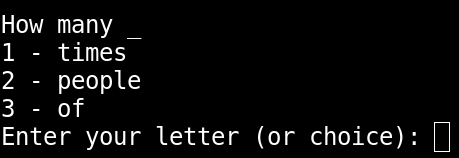 How many _
1 - times
2 - people
3 - of
Enter your letter (or choice):